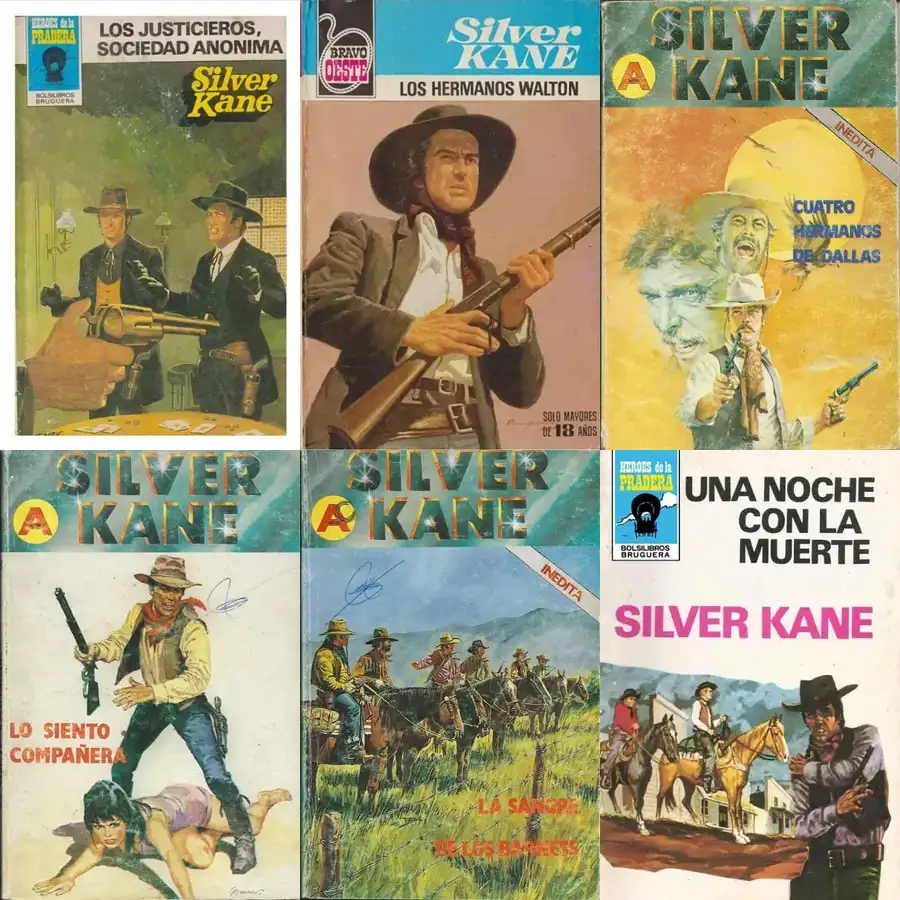 HEROES de la
PRADERA
BOLSILIBROS
BRUGUERA
LOS JUSTICIEROS,
SOCIEDAD ANONIMA
Silver
Kane
BRAVO
OESTE
Silver
KANE
LOS HERMANOS WALTON
SOLO MAYORES
DE 18 AÑOS
SILVER
KANE
A
INEDITA
CUATRO
HERMANOS
DE DALLAS
SILVER
KANE
A
LO SIENTO
COMPAÑERA
SILVER
KANE
A
INEDITA
LA SANGRE
DE LOS BARNESS
HEROES de la
PRADERA
BOLSILIBROS
BRUGUERA
UNA NOCHE
CON LA
MUERTE
SILVER KANE